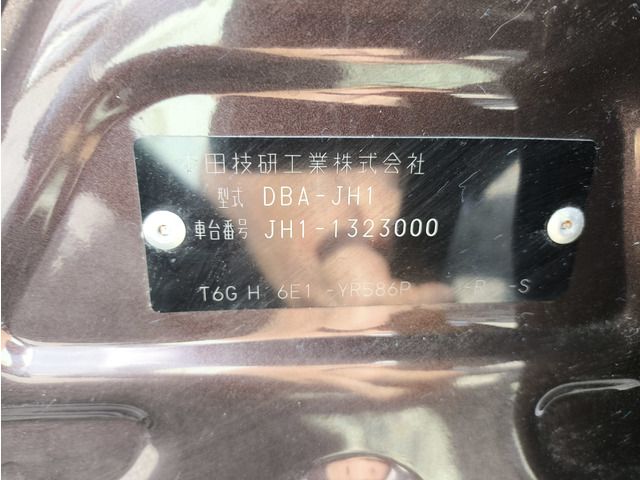 本田技研工業株式会社
型式 DBA-JH1
車台番号 JH1-1323000
T6G H 6E1 -YR586P -R -S